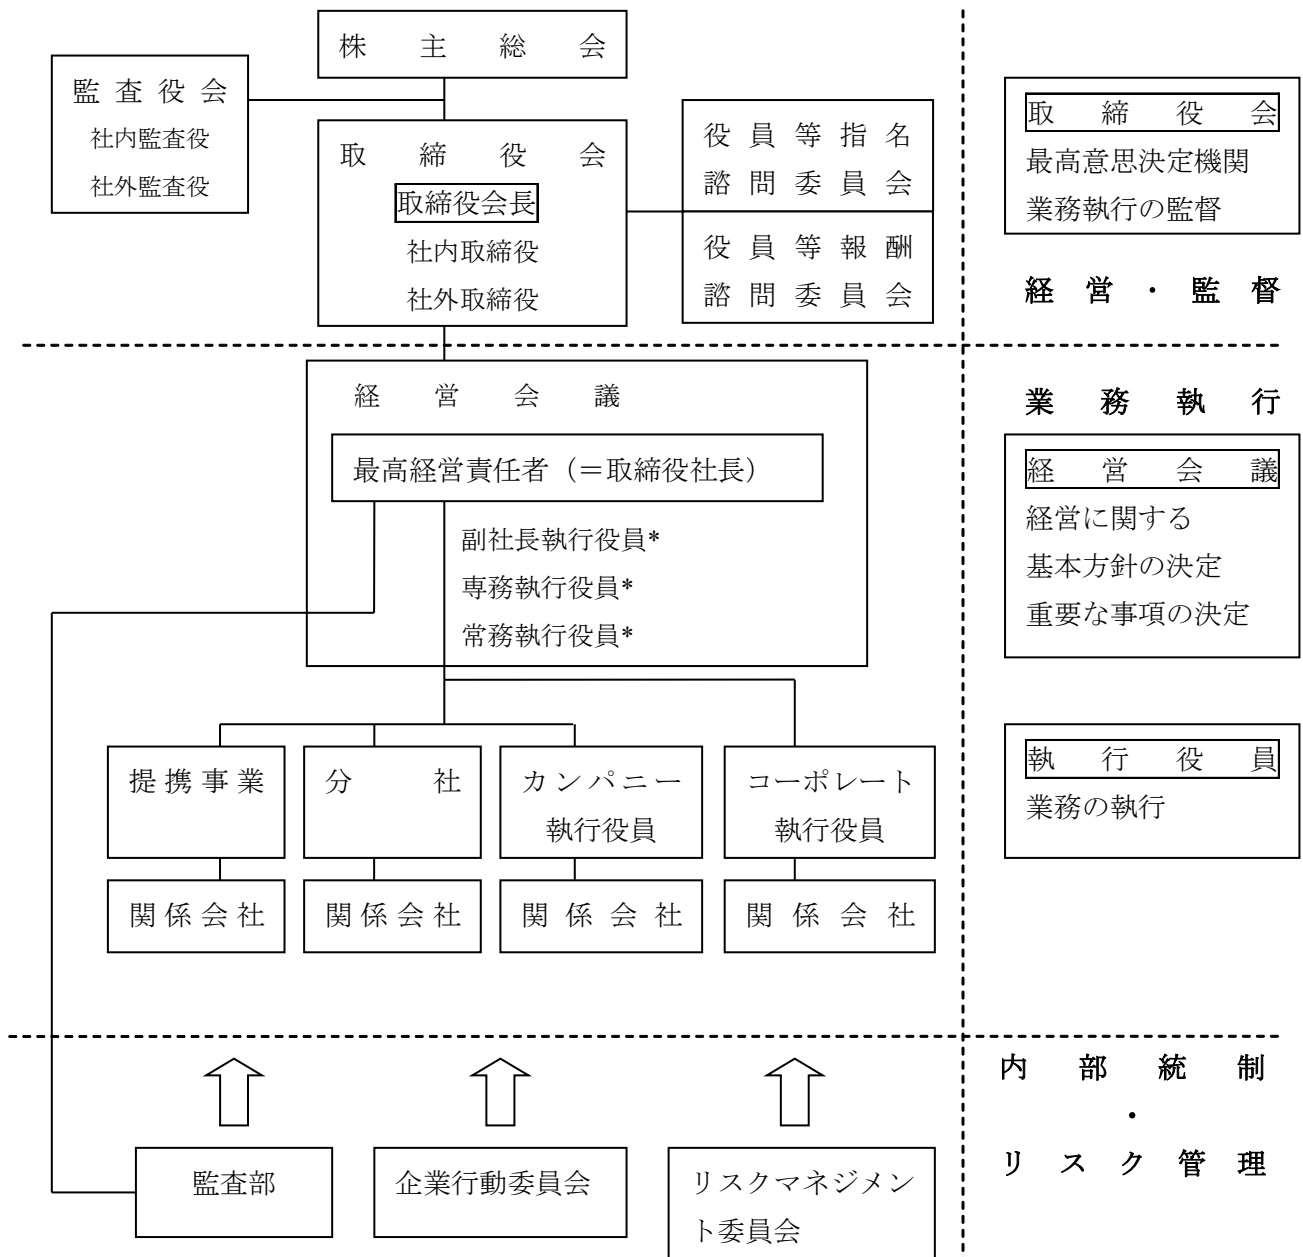 株主総会
監査役会
社内監査役
社外監査役
取締役会
取締役会長
社内取締役
社外取締役
役員等指名
諮問委員会
役員等報酬
諮問委員会
取締役会
最高意思決定機関
業務執行の監督
経営・監督
経営会議
最高経営責任者（＝取締役社長）
副社長執行役員*
専務執行役員*
常務執行役員*
業務執行
経営会議
経営に関する
基本方針の決定
重要な事項の決定
提携事業
分社
カンパニー
執行役員
コーポレート
執行役員
関係会社
関係会社
関係会社
関係会社
執行役員
業務の執行
監査部
企業行動委員会
リスクマネジメン
ト委員会
内部統制
・
リスク管理